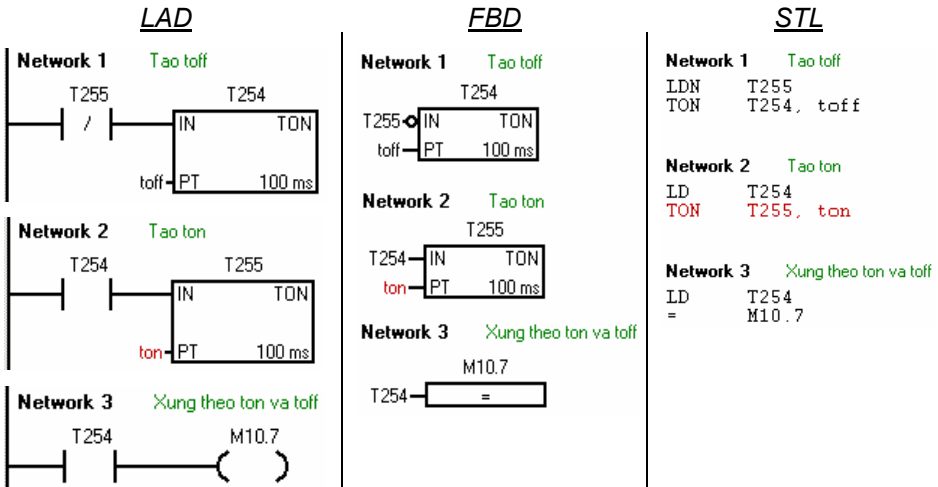 LAD
Network 1 Tao toff
T255 T254
/ IN TON
toff PT 100 ms
Network 2 Tao ton
T254 T255
IN TON
ton PT 100 ms
Network 3 Xung theo ton va toff
T254 M10.7
( )
FBD
Network 1 Tao toff
T254
T255 IN TON
toff PT 100 ms
Network 2 Tao ton
T255
T254 IN TON
ton PT 100 ms
Network 3 Xung theo ton va toff
M10.7
T254 =
STL
Network 1 Tao toff
LDN T255
TON T254, toff
Network 2 Tao ton
LD T254
TON T255, ton
Network 3 Xung theo ton va toff
LD T254
= M10.7